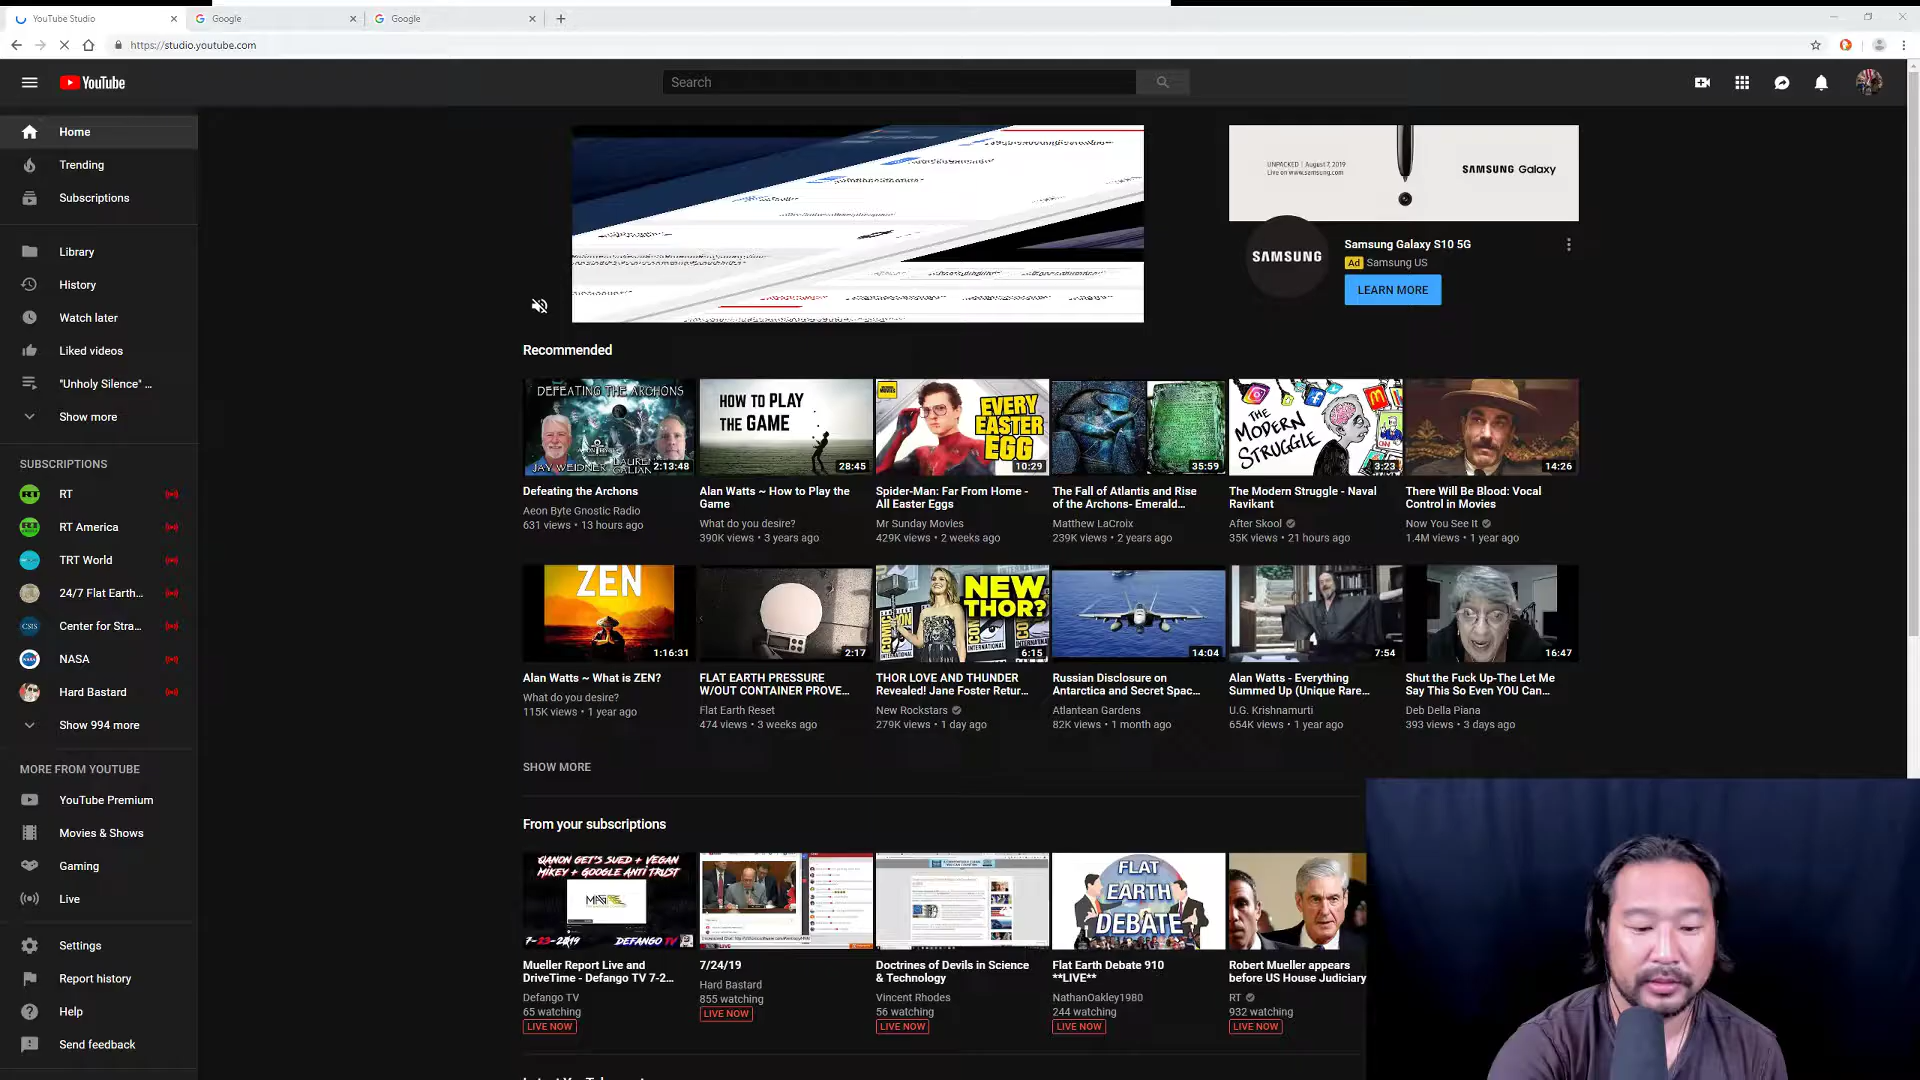 YouTube Studio
Google
Google
https://studio.youtube.com
YouTube
Search
Home
Trending
Subscriptions
Library
History
Watch later
Liked videos
"Unholy Silence" ...
Show more
SUBSCRIPTIONS
RT
RT America
TRT World
24/7 Flat Earth...
CSIS
Center for Stra...
NASA
Hard Bastard
Show 994 more
MORE FROM YOUTUBE
YouTube Premium
Movies & Shows
Gaming
Live
Settings
Report history
Help
Send feedback
UNPACKED | August 7, 2019
Live on www.samsung.com
SAMSUNG Galaxy
SAMSUNG
Samsung Galaxy S10 5G
Ad Samsung US
LEARN MORE
Recommended
DEFEATING THE ARCHONS
JAY WEIDNER
2:13:48
Defeating the Archons
Aeon Byte Gnostic Radio
631 views • 13 hours ago
HOW TO PLAY
THE GAME
28:45
Alan Watts ~ How to Play the
Game
What do you desire?
390K views • 3 years ago
EVERY
EASTER
EGG
10:29
Spider-Man: Far From Home -
All Easter Eggs
Mr Sunday Movies
429K views • 2 weeks ago
35:59
The Fall of Atlantis and Rise
of the Archons- Emerald...
Matthew LaCroix
239K views • 2 years ago
THE
MODERN
STRUGGLE
3:23
The Modern Struggle - Naval
Ravikant
After Skool
35K views • 21 hours ago
14:26
There Will Be Blood: Vocal
Control in Movies
Now You See It
1.4M views • 1 year ago
ZEN
1:16:31
Alan Watts ~ What is ZEN?
What do you desire?
115K views • 1 year ago
2:17
FLAT EARTH PRESSURE
W/OUT CONTAINER PROVE...
Flat Earth Reset
474 views • 3 weeks ago
NEW
THOR?
6:15
THOR LOVE AND THUNDER
Revealed! Jane Foster Retur...
New Rockstars
279K views • 1 day ago
14:04
Russian Disclosure on
Antarctica and Secret Spac...
Atlantean Gardens
82K views • 1 month ago
7:54
Alan Watts - Everything
Summed Up (Unique Rare...
U.G. Krishnamurti
654K views • 1 year ago
16:47
Shut the Fuck Up-The Let Me
Say This So Even YOU Can...
Deb Della Piana
393 views • 3 days ago
SHOW MORE
From your subscriptions
QANON GET'S SUED + VEGAN
MIKEY + GOOGLE ANTI TRUST
7-23-2019
DEFANGO TV
Mueller Report Live and
DriveTime - Defango TV 7-2...
Defango TV
65 watching
LIVE NOW
7/24/19
Hard Bastard
855 watching
LIVE NOW
Doctrines of Devils in Science
& Technology
Vincent Rhodes
56 watching
LIVE NOW
FLAT
EARTH
DEBATE
Flat Earth Debate 910
**LIVE**
NathanOakley1980
244 watching
LIVE NOW
Robert Mueller appears
before US House Judiciary
RT
932 watching
LIVE NOW